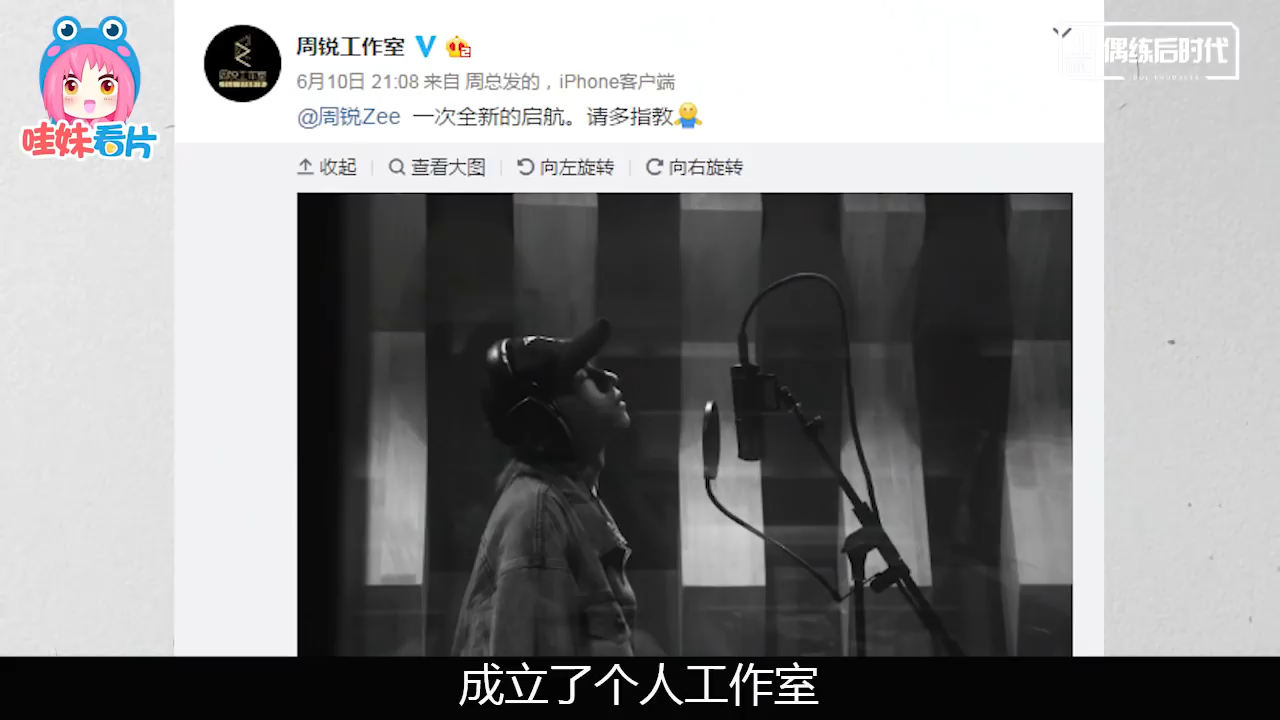 周锐工作室
6月10日 21:08 来自 周总发的，iPhone客户端
@周锐Zee 一次全新的启航。请多指教
收起
查看大图
向左旋转
向右旋转
哇妹看片
偶练后时代
成立了个人工作室